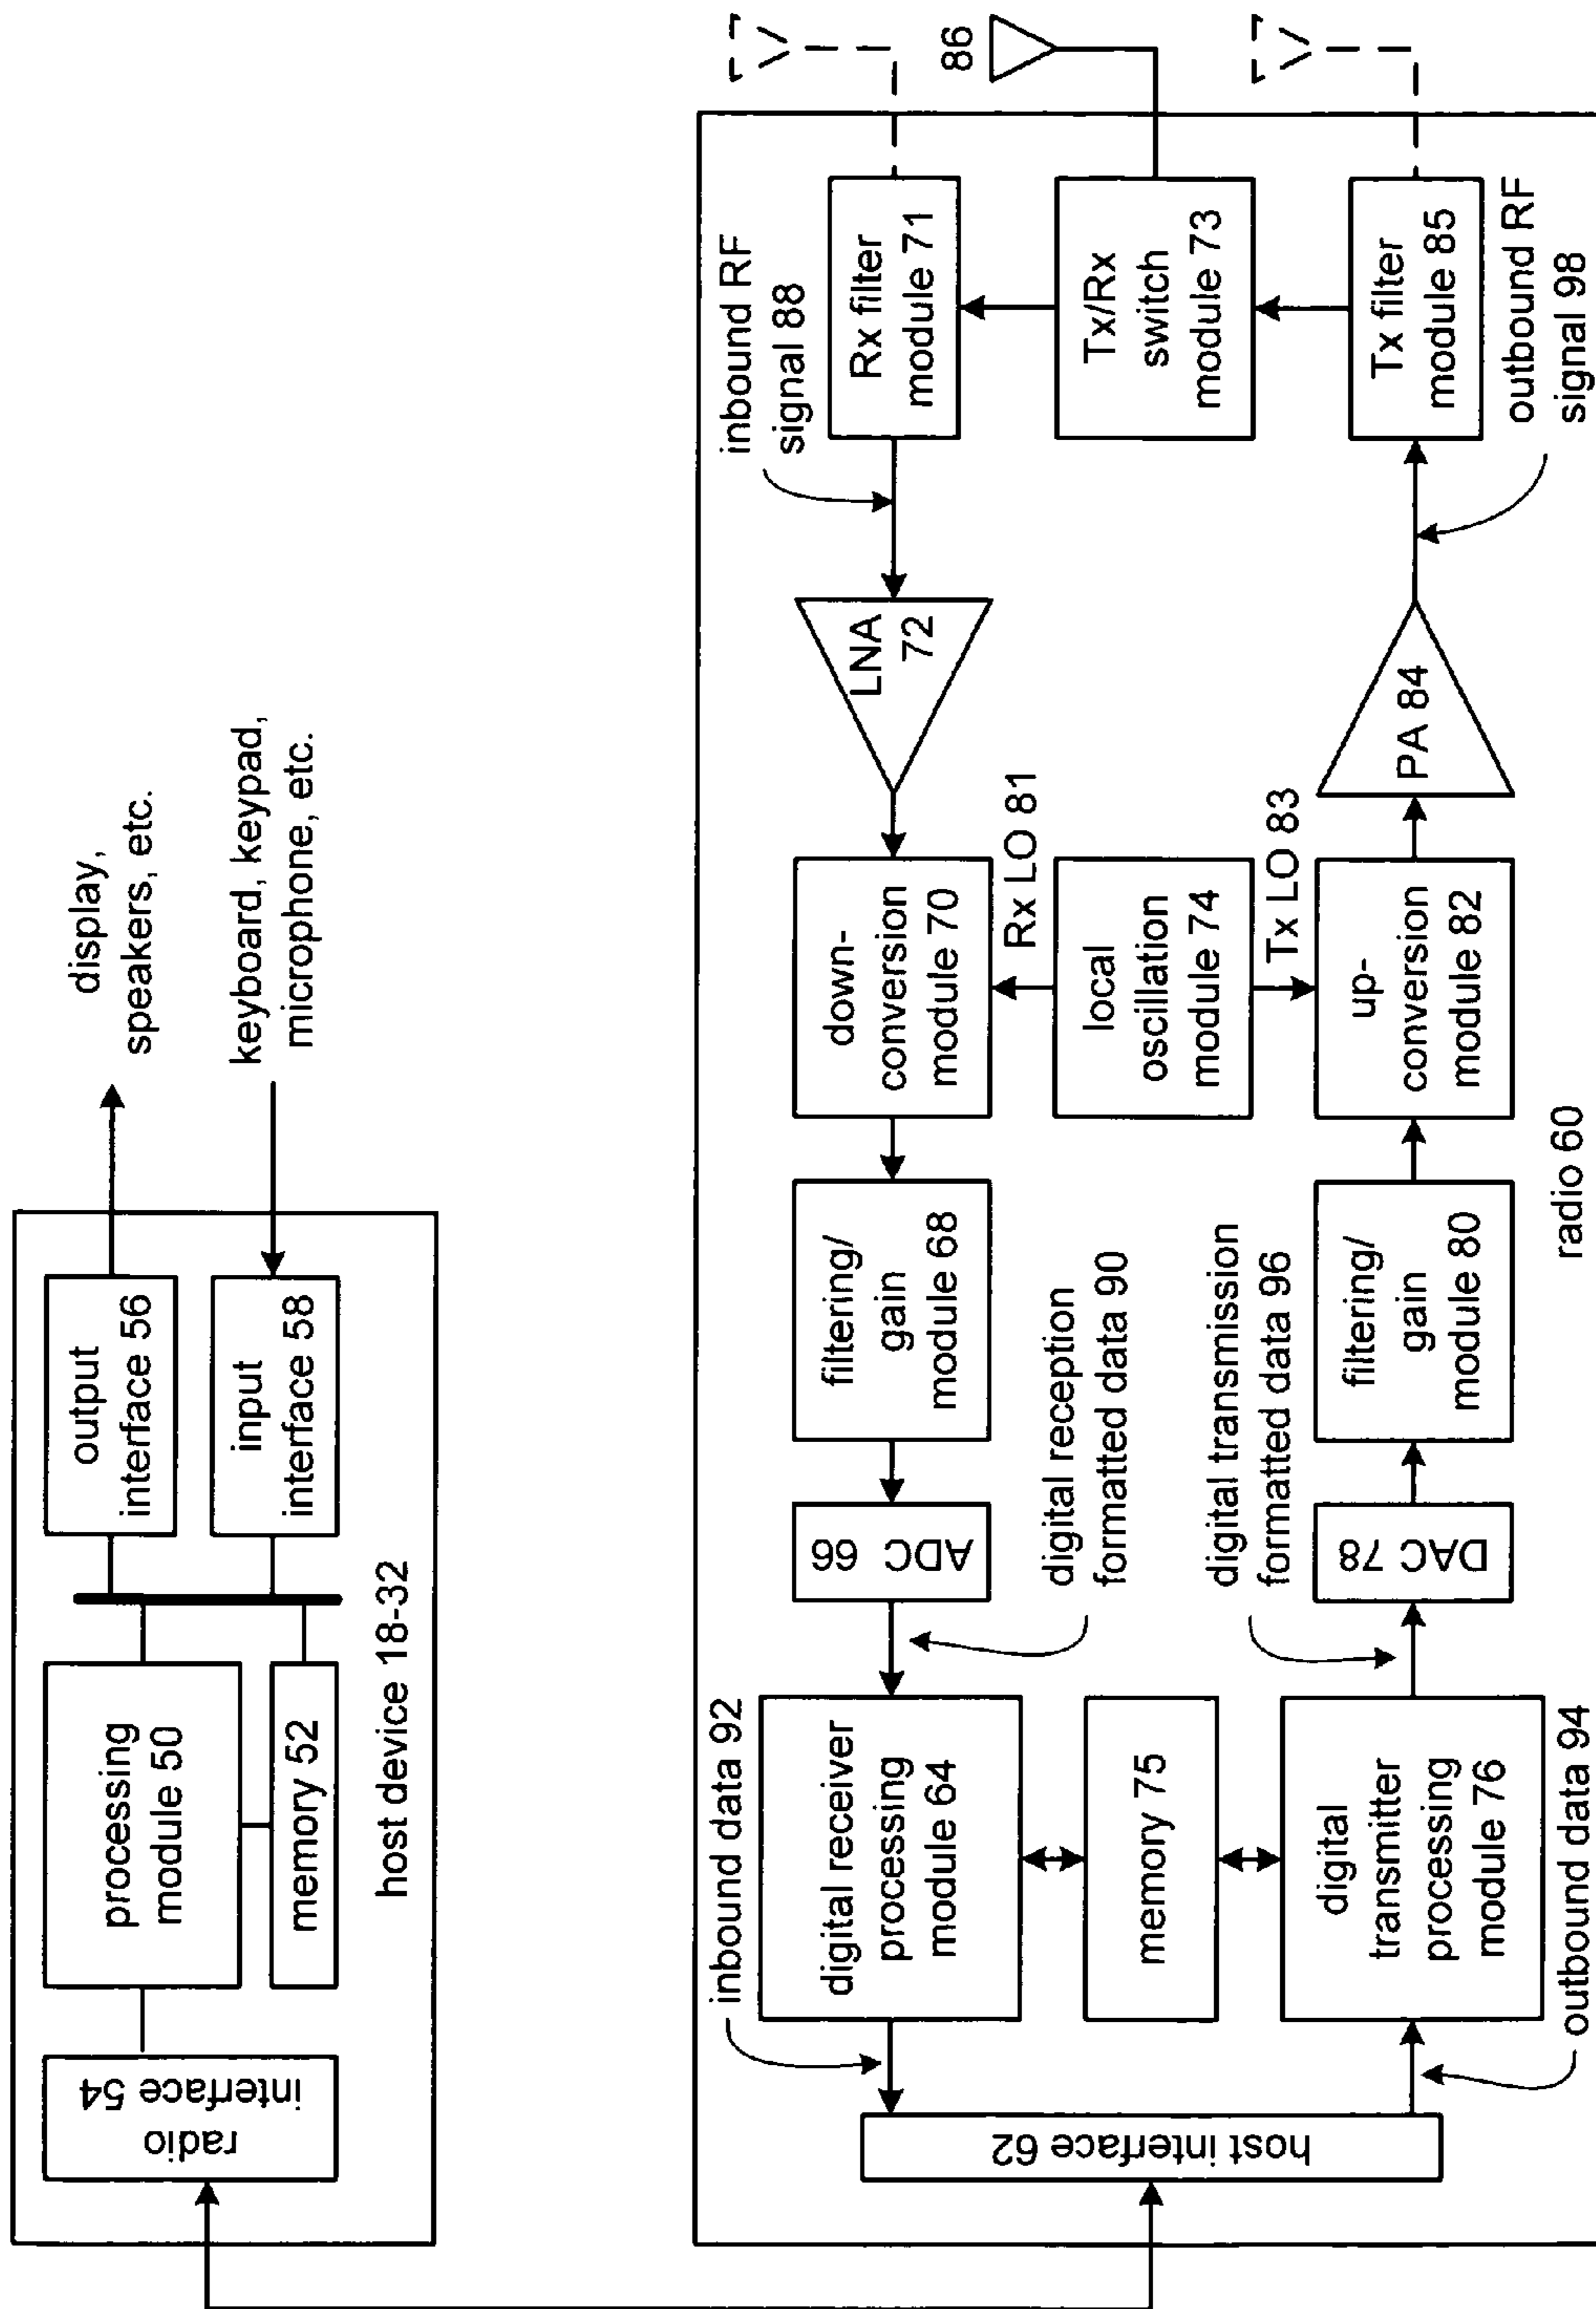 display,
speakers, etc.
keyboard, keypad,
microphone, etc.
radio
interface 54
processing
module 50
memory 52
output
interface 56
input
interface 58
host device 18-32
host interface 62
inbound data 92
digital receiver
processing
module 64
memory 75
digital
transmitter
processing
module 76
outbound data 94
ADC 66
digital reception
formatted data 90
digital transmission
formatted data 96
DAC 78
filtering/
gain
module 68
filtering/
gain
module 80
down-
conversion
module 70
Rx LO 81
local
oscillation
module 74
Tx LO 83
up-
conversion
module 82
radio 60
LNA
72
PA 84
inbound RF
signal 88
Rx filter
module 71
Tx/Rx
switch
module 73
Tx filter
module 85
outbound RF
signal 98
86